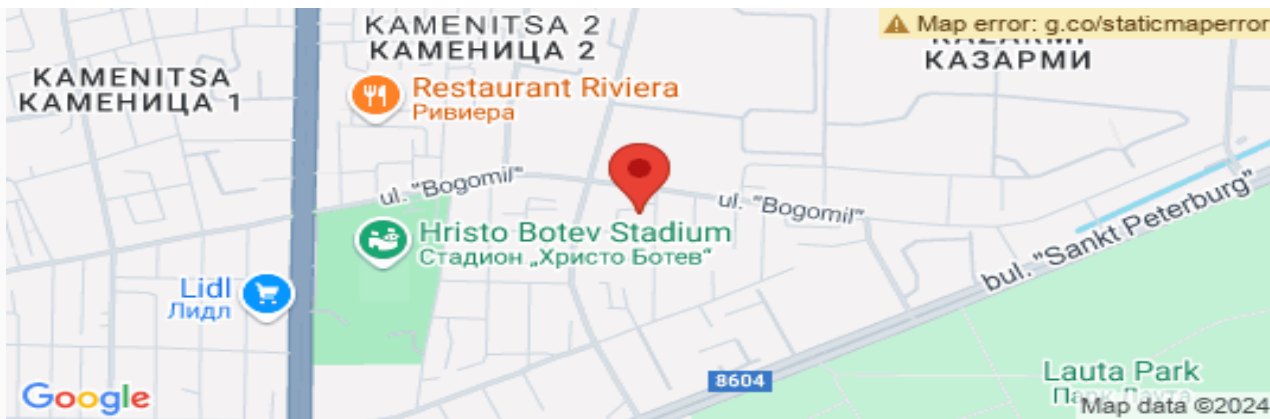 KAMENITSA 2
КАМЕНИЦА 2
Map error: g.co/staticmaperror
КАЗАРМИ
KAMENITSA
КАМЕНИЦА 1
Restaurant Riviera
Ривиера
ul. "Bogomil"
ul. "Bogomil"
bul. "Sankt Peterburg"
Hristo Botev Stadium
Стадион „Христо Ботев“
Lidl
Лидл
8604
Lauta Park
Google
Map data ©2024